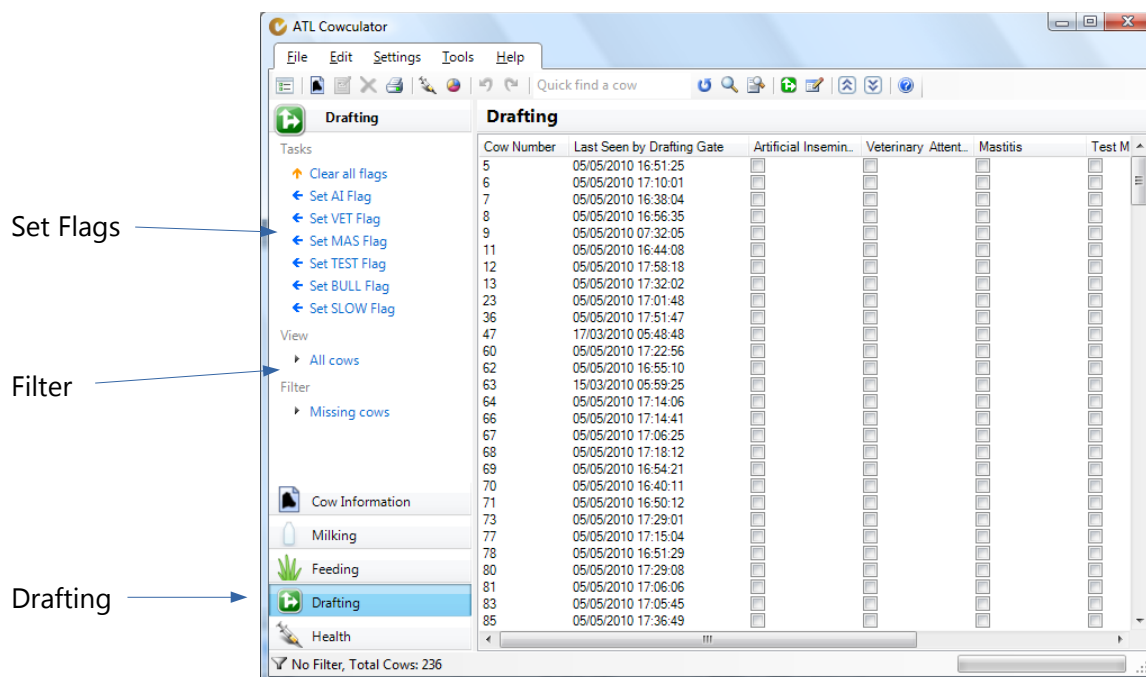 ATL Cowculator
File Edit Settings Tools Help
Quick find a cow
Drafting
Tasks
Clear all flags
Set AI Flag
Set VET Flag
Set MAS Flag
Set TEST Flag
Set BULL Flag
Set SLOW Flag
View
All cows
Filter
Missing cows
Cow Information
Milking
Feeding
Drafting
Health
Set Flags
Filter
Drafting
Drafting
Cow Number Last Seen by Drafting Gate Artificial Insemin... Veterinary Attent... Mastitis Test M
5 05/05/2010 16:51:25
6 05/05/2010 17:10:01
7 05/05/2010 16:38:04
8 05/05/2010 16:56:35
9 05/05/2010 07:32:05
11 05/05/2010 16:44:08
12 05/05/2010 17:58:18
13 05/05/2010 17:32:02
23 05/05/2010 17:01:48
36 05/05/2010 17:51:47
47 17/03/2010 05:48:48
60 05/05/2010 17:22:56
62 05/05/2010 16:55:10
63 15/03/2010 05:59:25
64 05/05/2010 17:14:06
66 05/05/2010 17:14:41
67 05/05/2010 17:06:25
68 05/05/2010 17:18:12
69 05/05/2010 16:54:21
70 05/05/2010 16:40:11
71 05/05/2010 16:50:12
73 05/05/2010 17:29:01
77 05/05/2010 17:15:04
78 05/05/2010 16:51:29
80 05/05/2010 17:29:08
81 05/05/2010 17:06:06
83 05/05/2010 17:05:45
85 05/05/2010 17:36:49
No Filter, Total Cows: 236